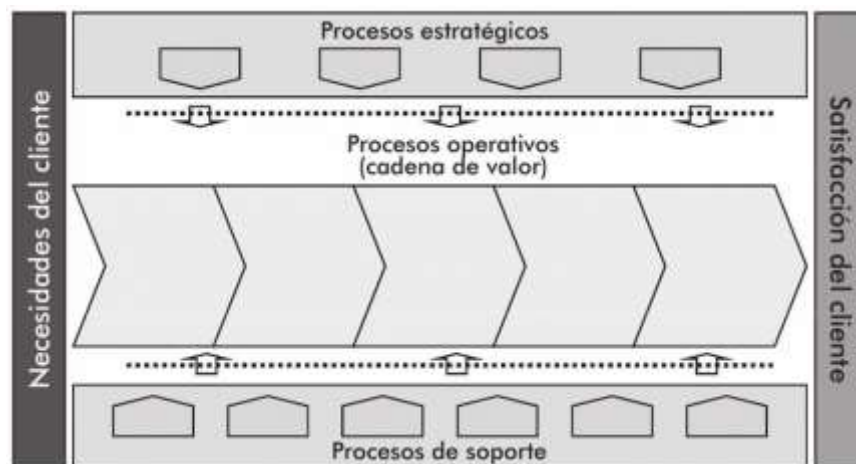 Procesos estratégicos
Necesidades del cliente
Procesos operativos
(cadena de valor)
Satisfacción del cliente
Procesos de soporte